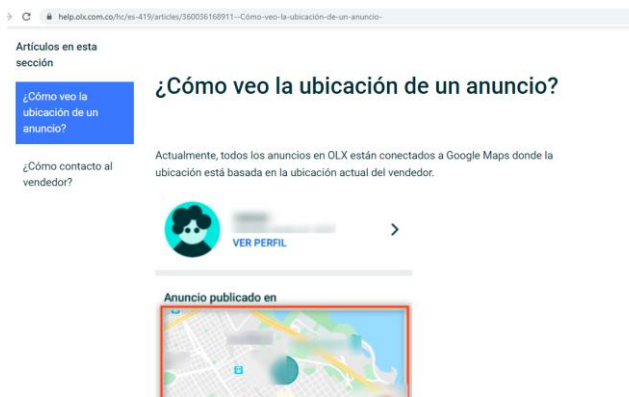 help.olx.com.co/hc/es-419/articles/360036168911--Cómo-veo-la-ubicación-de-un-anuncio-
Artículos en esta
sección
¿Cómo veo la
ubicación de un
anuncio?
¿Cómo contacto al
vendedor?
¿Cómo veo la ubicación de un anuncio?
Actualmente, todos los anuncios en OLX están conectados a Google Maps donde la
ubicación está basada en la ubicación actual del vendedor.
VER PERFIL
Anuncio publicado en